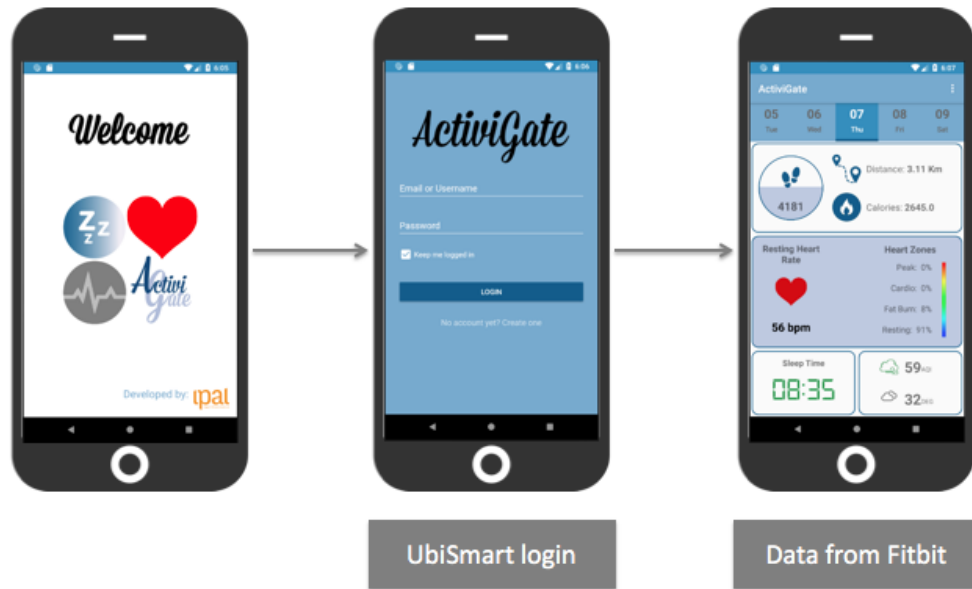 6:05
Welcome
Zzz
Activi
Gate
Developed by: ipal
6:06
ActiviGate
Email or Username
Password
Keep me logged in
LOGIN
No account yet? Create one
UbiSmart login
6:07
ActiviGate
05 06 07 08 09
Tue Wed Thu Fri Sat
4181
Distance: 3.11 Km
Calories: 2645.0
Resting Heart
Rate
56 bpm
Heart Zones
Peak: 0%
Cardio: 0%
Fat Burn: 8%
Resting: 91%
Sleep Time
08:35
59
32
Data from Fitbit